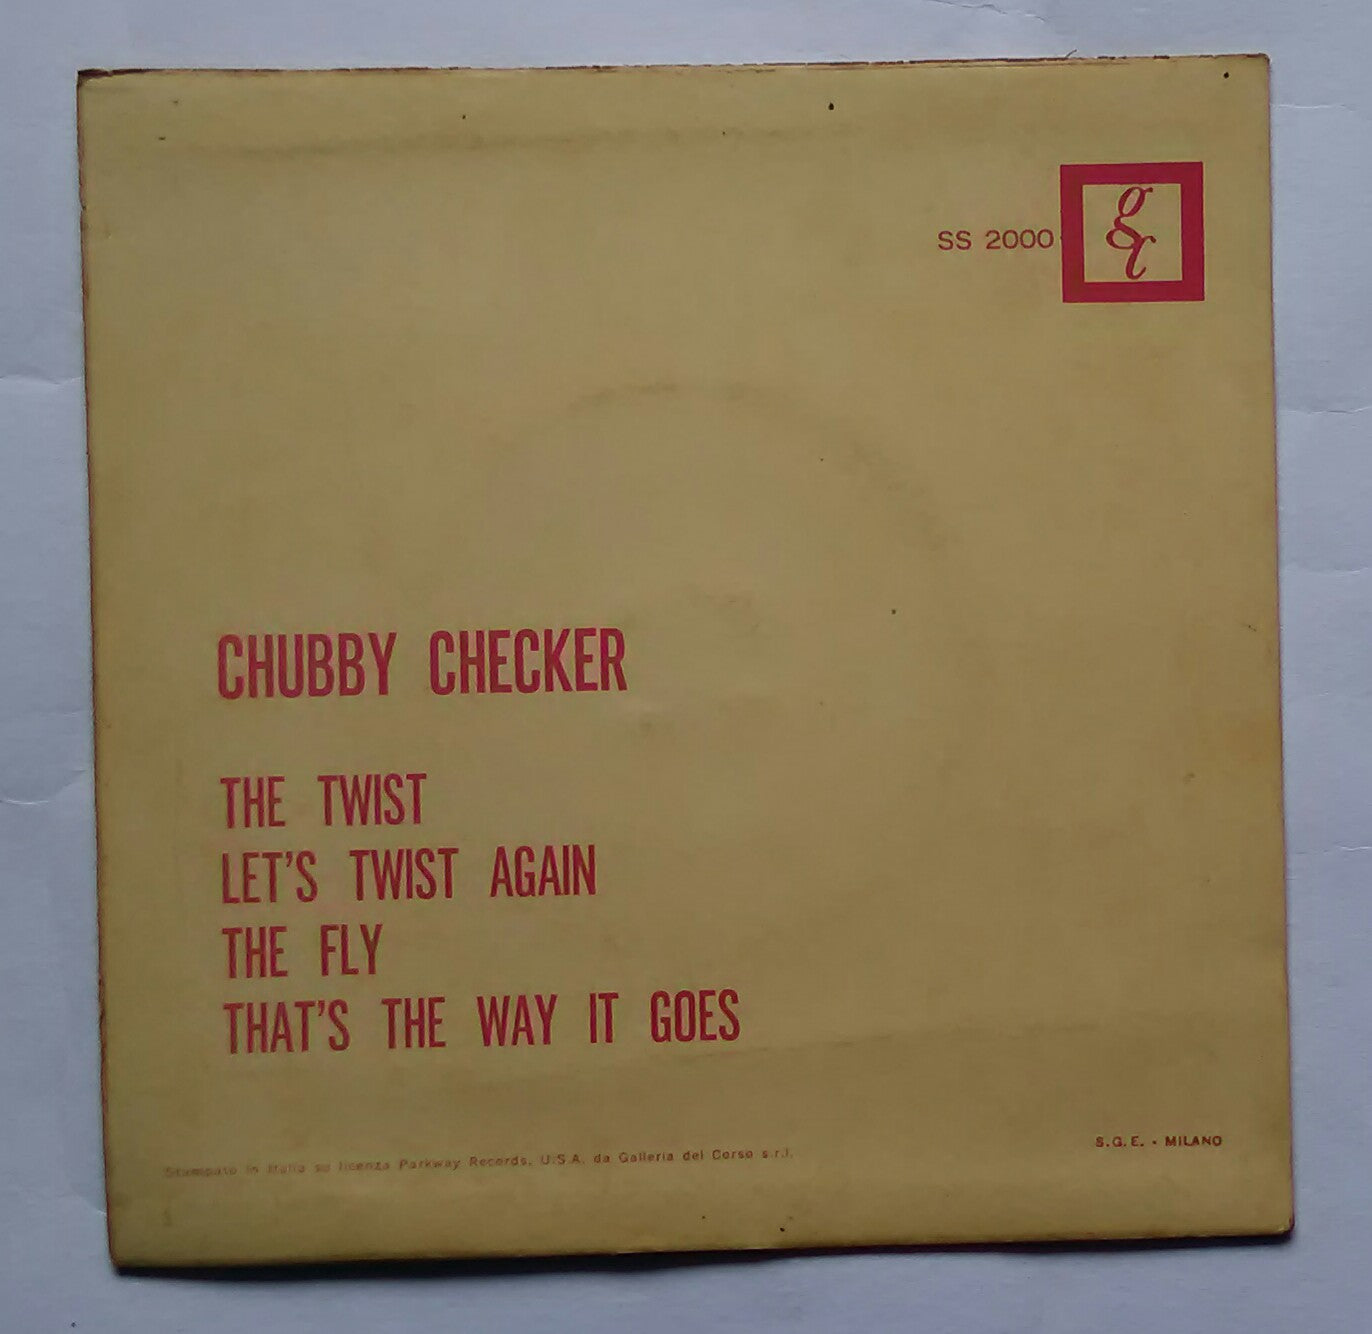 SS 2000
gc
CHUBBY CHECKER
THE TWIST
LET'S TWIST AGAIN
THE FLY
THAT'S THE WAY IT GOES
S.G.E. - MILANO
Stampato in Italia su licenza Parkway Records, U.S.A. da Galleria del Corso s.r.l.